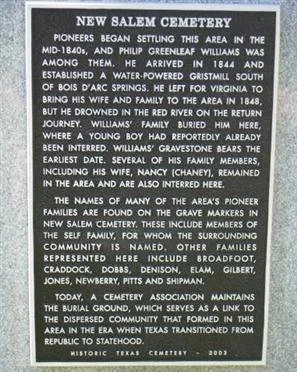 NEW SALEM CEMETERY
PIONEERS BEGAN SETTLING THIS AREA IN THE
MID-1840s, AND PHILIP GREENLEAF WILLIAMS WAS
AMONG THEM. HE ARRIVED IN 1844 AND
ESTABLISHED A WATER-POWERED GRISTMILL SOUTH
OF BOIS D'ARC SPRINGS. HE LEFT FOR VIRGINIA TO
BRING HIS WIFE AND FAMILY TO THE AREA IN 1848,
BUT HE DROWNED IN THE RED RIVER ON THE RETURN
JOURNEY. WILLIAMS' FAMILY BURIED HIM HERE,
WHERE A YOUNG BOY HAD REPORTEDLY ALREADY
BEEN INTERRED. WILLIAMS' GRAVESTONE BEARS THE
EARLIEST DATE. SEVERAL OF HIS FAMILY MEMBERS,
INCLUDING HIS WIFE, NANCY (CHANEY), REMAINED
IN THE AREA AND ARE ALSO INTERRED HERE.
THE NAMES OF MANY OF THE AREA'S PIONEER
FAMILIES ARE FOUND ON THE GRAVE MARKERS IN
NEW SALEM CEMETERY. THESE INCLUDE MEMBERS
OF THE SELF FAMILY, FOR WHOM THE SURROUNDING
COMMUNITY IS NAMED. OTHER FAMILIES
REPRESENTED HERE INCLUDE BROADFOOT,
CRADDOCK, DOBBS, DENISON, ELAM, GILBERT,
JONES, NEWBERRY, PITTS AND SHIPMAN.
TODAY, A CEMETERY ASSOCIATION MAINTAINS
THE BURIAL GROUND, WHICH SERVES AS A LINK TO
THE DISPERSED COMMUNITY THAT FORMED IN THIS
AREA IN THE ERA WHEN TEXAS TRANSITIONED FROM
REPUBLIC TO STATEHOOD.
HISTORIC TEXAS CEMETERY - 2003